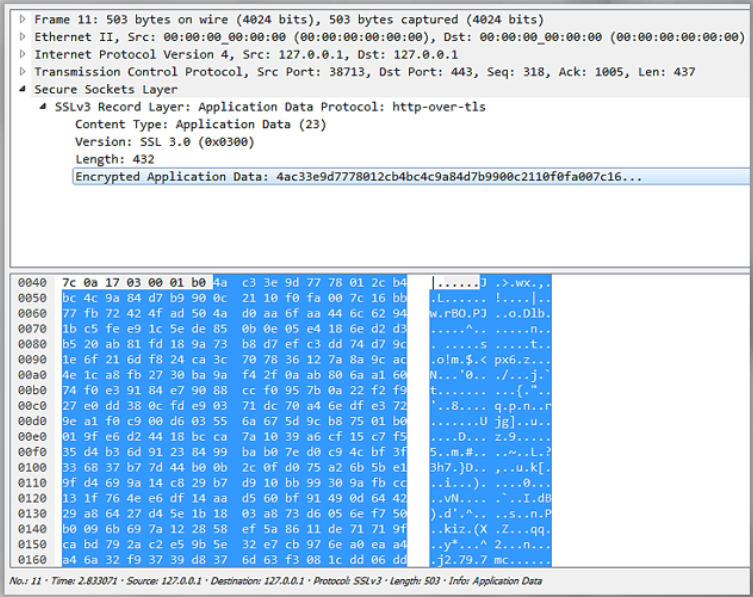 Frame 11: 503 bytes on wire (4024 bits), 503 bytes captured (4024 bits)
Ethernet II, Src: 00:00:00_00:00:00 (00:00:00:00:00:00), Dst: 00:00:00_00:00:00 (00:00:00:00:00:00)
Internet Protocol Version 4, Src: 127.0.0.1, Dst: 127.0.0.1
Transmission Control Protocol, Src Port: 38713, Dst Port: 443, Seq: 318, Ack: 1005, Len: 437
Secure Sockets Layer
SSLv3 Record Layer: Application Data Protocol: http-over-tls
Content Type: Application Data (23)
Version: SSL 3.0 (0x0300)
Length: 432
Encrypted Application Data: 4ac33e9d7778012cb4bc4c9a84d7b9900c2110f0fa007c16...
0040 7c 0a 17 03 00 01 b0 4a c3 3e 9d 77 78 01 2c b4 |......J .>.wx.,.
0050 bc 4c 9a 84 d7 b9 90 0c 21 10 f0 fa 00 7c 16 bb .L...... !....|..
0060 77 fb 72 42 4f ad 50 4a d0 aa 6f aa 44 6c 62 94 w.rBO.PJ ..o.Dlb.
0070 1b c5 fe e9 1c 5e de 85 0b 0e 05 e4 18 6e d2 d3 .....^.. .....n..
0080 b5 20 ab 81 fd 18 9a 73 b8 d7 ef c3 dd 74 d7 9c . .....s .....t..
0090 1e 6f 21 6d f8 24 ca 3c 70 78 36 12 7a 8a 9c ac .o!m.$.< px6.z...
00a0 4e 1c a8 fb 27 30 ba 9a f4 2f 0a ab 80 6a a1 60 N...'0.. ./...j.`
00b0 74 f0 e3 91 84 e7 90 88 cc f0 95 7b 0a 22 f2 f9 t....... ...{."..
00c0 27 e0 dd 38 0c fd e9 03 71 dc 70 a4 6e df e3 72 '..8.... q.p.n..r
00d0 9e a1 f0 c9 00 d6 03 55 6a 67 5d 9c b8 75 01 b0 .......U jg]..u..
00e0 01 9f e6 d2 44 18 bc ca 7a 10 39 a6 cf 15 c7 f5 ....D... z.9.....
00f0 35 d4 b3 6d 91 23 84 99 ba b0 7e d0 c9 4c bf 3f 5..m.#.. ..~..L.?
0100 33 68 37 b7 7d 44 b0 0b 2c 0f d0 75 a2 6b 5b e1 3h7.}D.. ,..u.k[.
0110 9f d4 69 9a 14 c8 29 b7 d9 10 bb 99 30 9a fb cc ..i...). ....0...
0120 13 1f 76 4e e6 df 14 aa d5 60 bf 91 49 0d 64 42 ..vN.... .`..I.dB
0130 29 a8 64 27 d4 5e 1b 18 03 a8 73 d6 05 6e f7 50 ).d'.^.. ..s..n.P
0140 b0 09 6b 69 7a 12 28 58 ef 5a 86 11 de 71 71 9f ..kiz.(X .Z...qq.
0150 ca bd 79 2a c2 e5 9b 5e 32 e7 cb 97 6e a0 ea a4 ..y*...^ 2...n...
0160 a4 6a 32 f9 37 39 d8 37 6d 63 f3 08 1c dd 06 dd .j2.79.7 mc......
No.: 11 · Time: 2.833071 · Source: 127.0.0.1 · Destination: 127.0.0.1 · Protocol: SSLv3 · Length: 503 · Info: Application Data